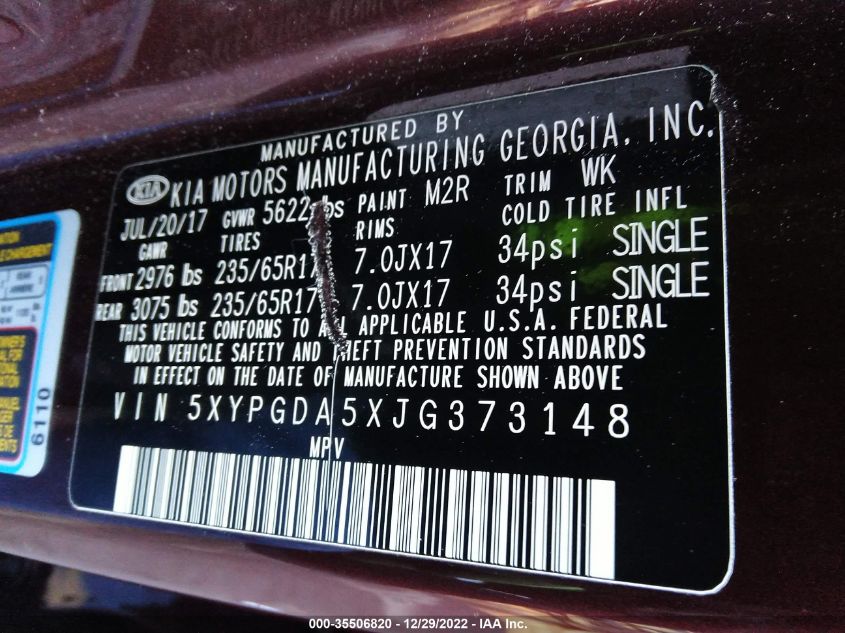 MANUFACTURED BY
KIA KIA MOTORS MANUFACTURING GEORGIA, INC.
JUL/20/17 GVWR 5622 lbs PAINT M2R TRIM WK
GAWR TIRES RIMS COLD TIRE INFL
FRONT 2976 lbs 235/65R17 7.0JX17 34psi SINGLE
REAR 3075 lbs 235/65R17 7.0JX17 34psi SINGLE
THIS VEHICLE CONFORMS TO ALL APPLICABLE U.S.A. FEDERAL
MOTOR VEHICLE SAFETY AND THEFT PREVENTION STANDARDS
IN EFFECT ON THE DATE OF MANUFACTURE SHOWN ABOVE
VIN 5XYPGDA5XJG373148
MPV
6110
000-35506820 - 12/29/2022 - IAA Inc.